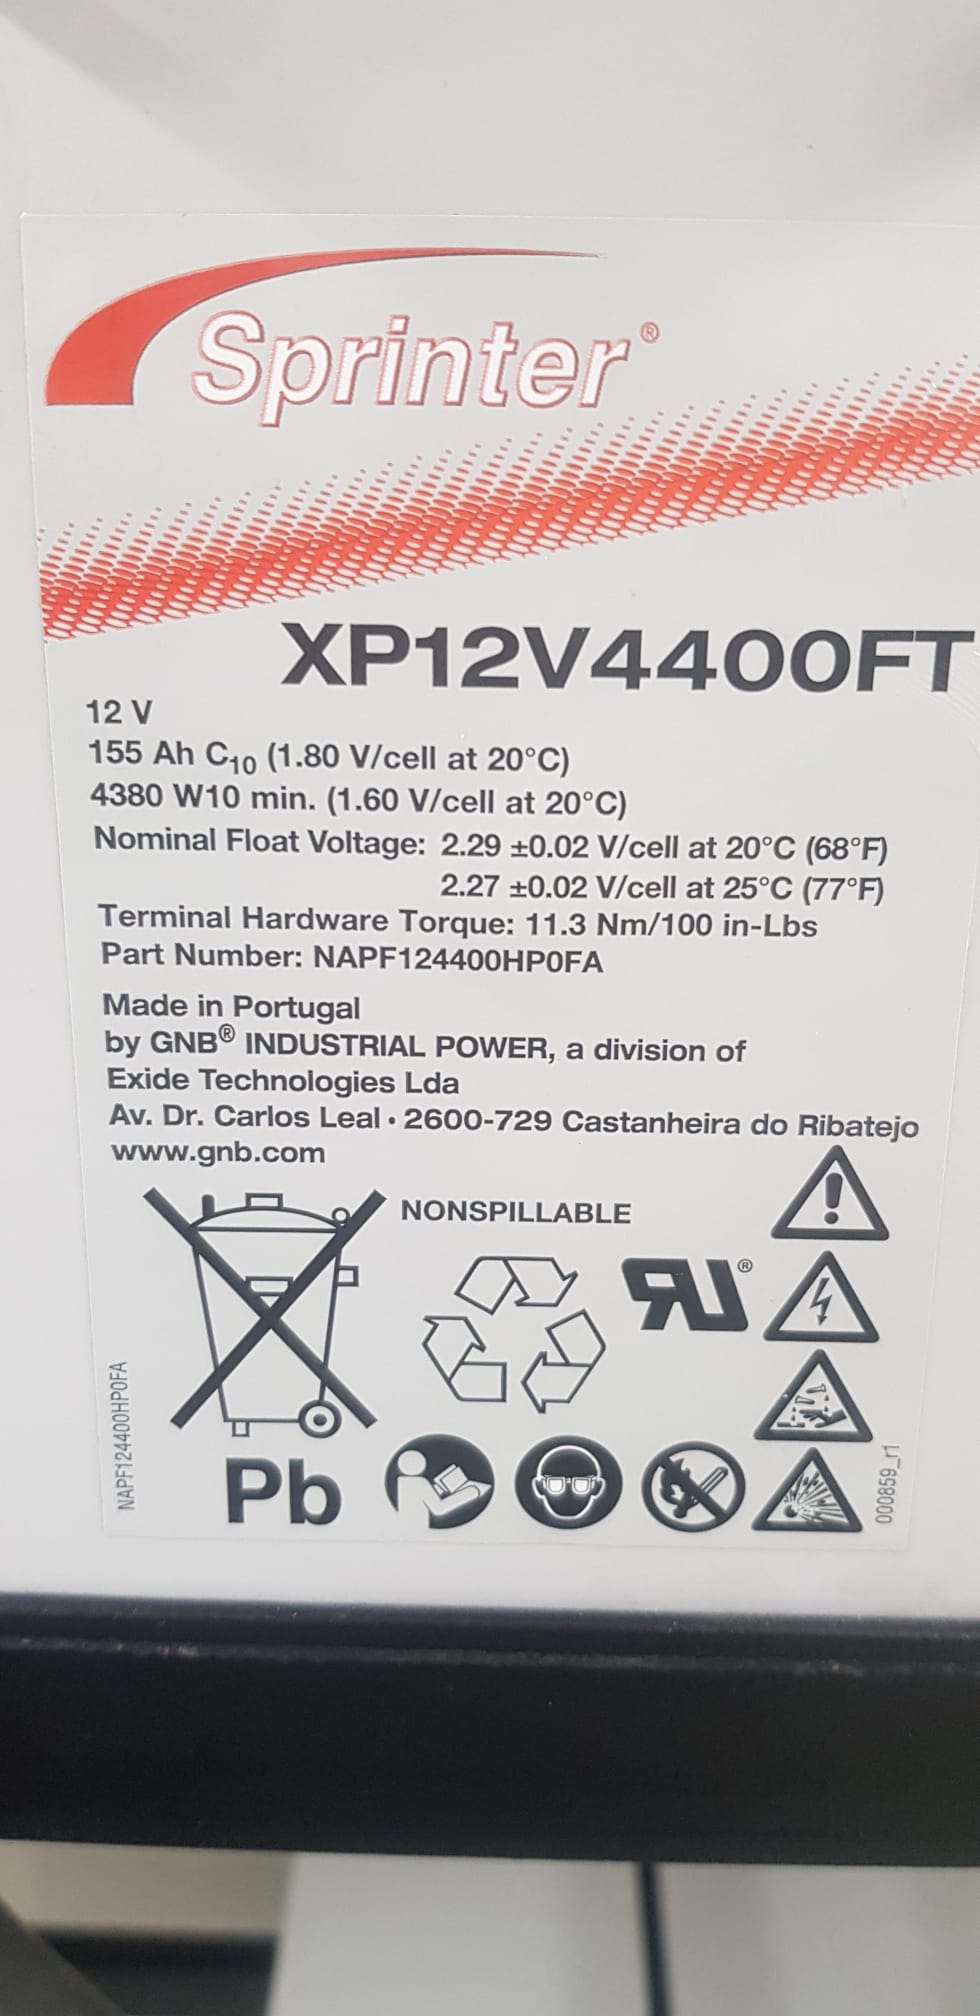 Sprinter®
XP12V4400FT
12 V
155 Ah C₁₀ (1.80 V/cell at 20°C)
4380 W10 min. (1.60 V/cell at 20°C)
Nominal Float Voltage: 2.29 ±0.02 V/cell at 20°C (68°F)
2.27 ±0.02 V/cell at 25°C (77°F)
Terminal Hardware Torque: 11.3 Nm/100 in-Lbs
Part Number: NAPF124400HP0FA
Made in Portugal
by GNB® INDUSTRIAL POWER, a division of
Exide Technologies Lda
Av. Dr. Carlos Leal • 2600-729 Castanheira do Ribatejo
www.gnb.com
NONSPILLABLE
RU®
NAPF124400HP0FA
Pb
000859_r1